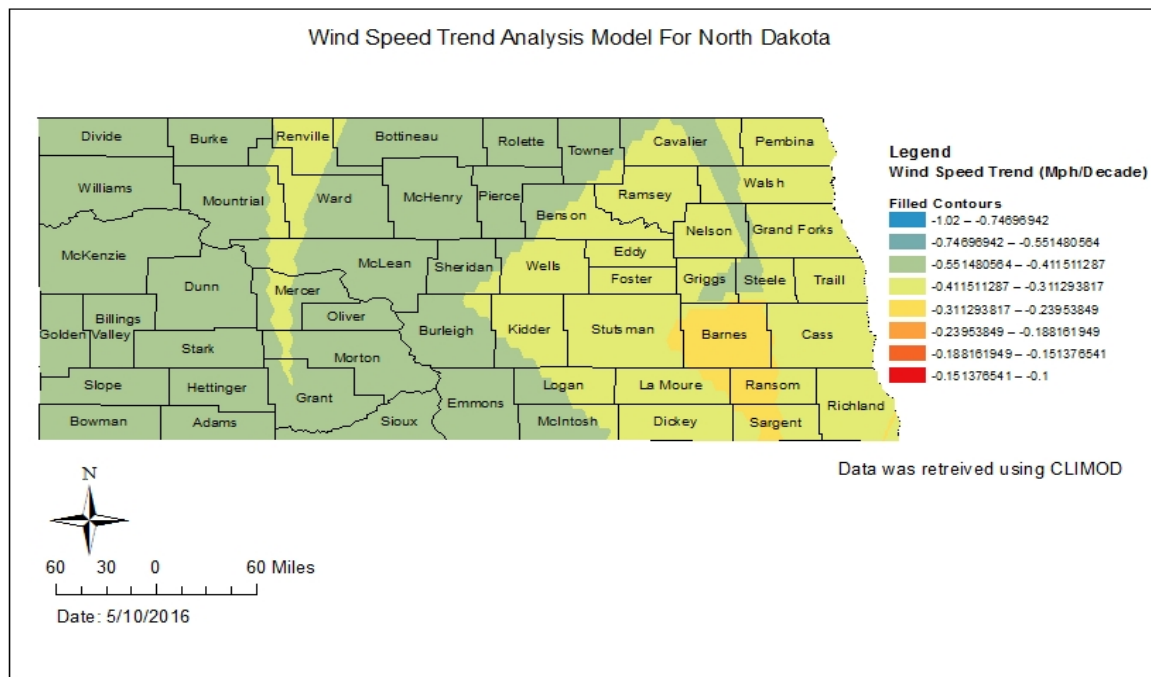 Wind Speed Trend Analysis Model For North Dakota
Divide Burke Renville Bottineau Rolette Towner Cavalier Pembina
Williams Mountrial Ward McHenry Pierce Benson Ramsey Walsh
McKenzie Dunn McLean Sheridan Wells Eddy Foster Nelson Grand Forks
Mercer Oliver Griggs Steele Traill
Golden Billings
Valley
Stark Morton Burleigh Kidder Stutsman Barnes Cass
Slope Hettinger Grant Emmons Logan La Moure Ransom Richland
Bowman Adams Sioux McIntosh Dickey Sargent
Legend
Wind Speed Trend (Mph/Decade)
Filled Contours
-1.02 – -0.74696942
-0.74696942 – -0.551480564
-0.551480564 – -0.411511287
-0.411511287 – -0.311293817
-0.311293817 – -0.23953849
-0.23953849 – -0.188161949
-0.188161949 – -0.151376541
-0.151376541 – -0.1
Data was retreived using CLIMOD
N
60 30 0 60 Miles
Date: 5/10/2016